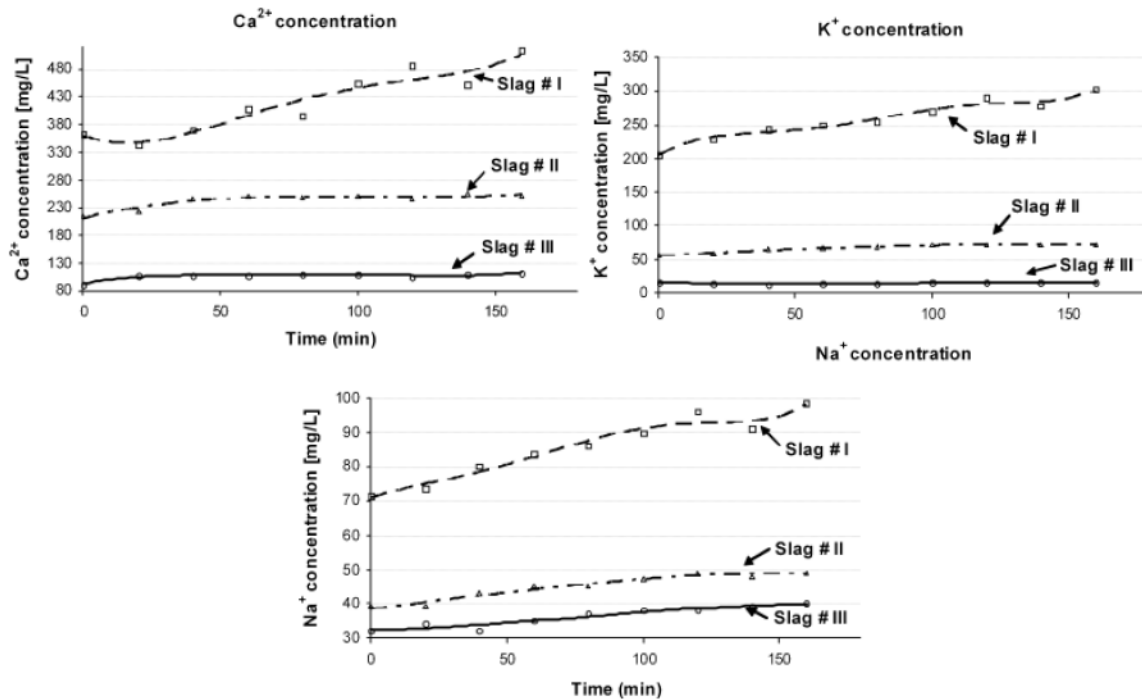 Ca²⁺ concentration
Ca²⁺ concentration [mg/L]
480
430
380
330
280
230
180
130
80
Slag # I
Slag # II
Slag # III
0
50
100
150
Time (min)
K⁺ concentration
K⁺ concentration [mg/L]
350
300
250
200
150
100
50
0
Slag # I
Slag # II
Slag # III
0
50
100
150
Na⁺ concentration
Na⁺ concentration [mg/L]
100
90
80
70
60
50
40
30
Slag # I
Slag # II
Slag # III
0
50
100
150
Time (min)